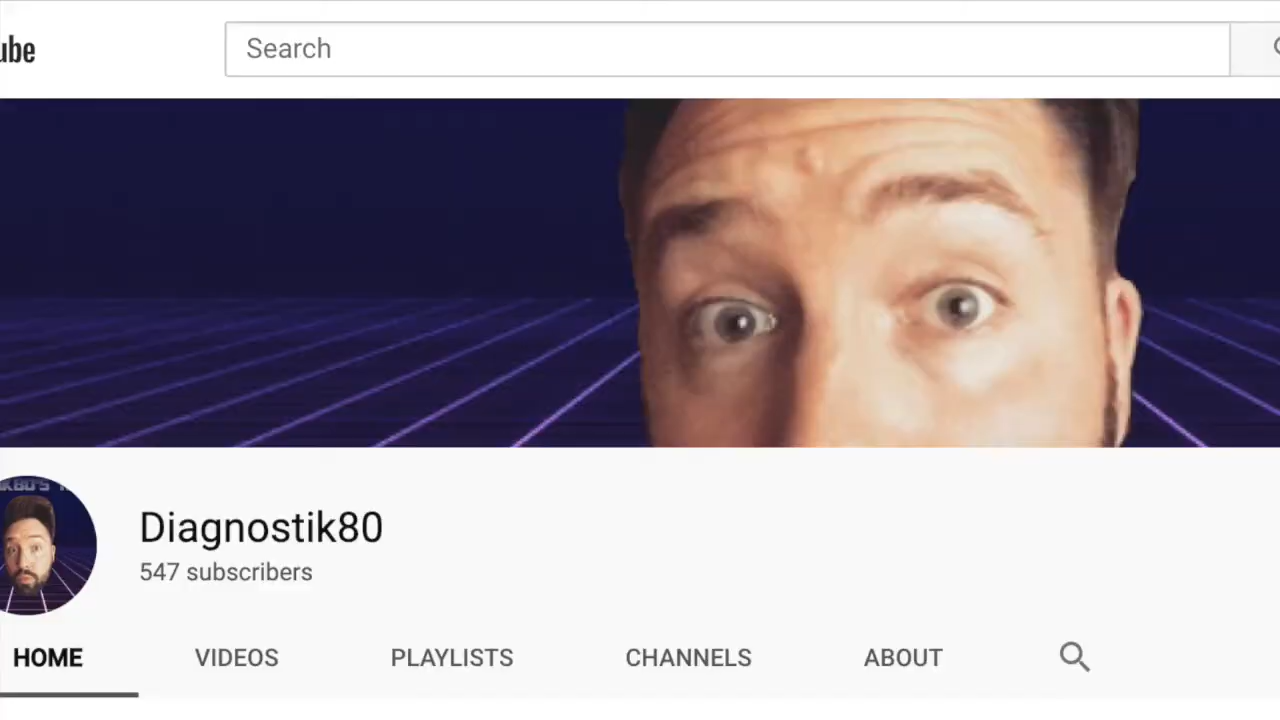 ube
Search
Diagnostik80
547 subscribers
HOME VIDEOS PLAYLISTS CHANNELS ABOUT